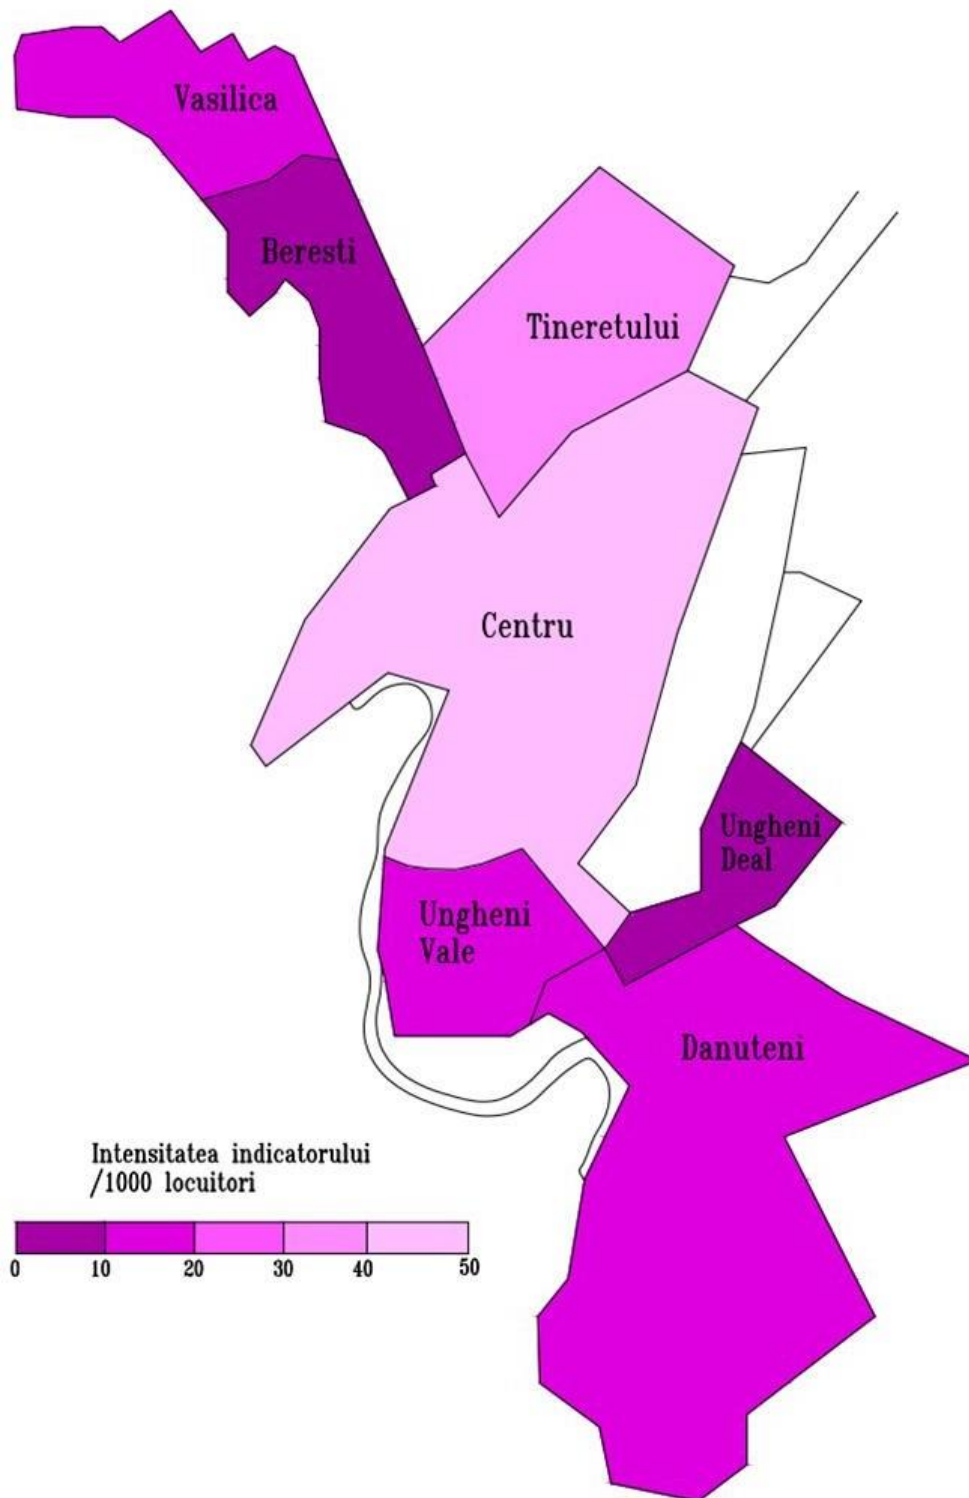 Vasilica
Beresti
Tineretului
Centru
Ungheni
Deal
Ungheni
Vale
Danuteni
Intensitatea indicatorului
/1000 locuitori
0 10 20 30 40 50